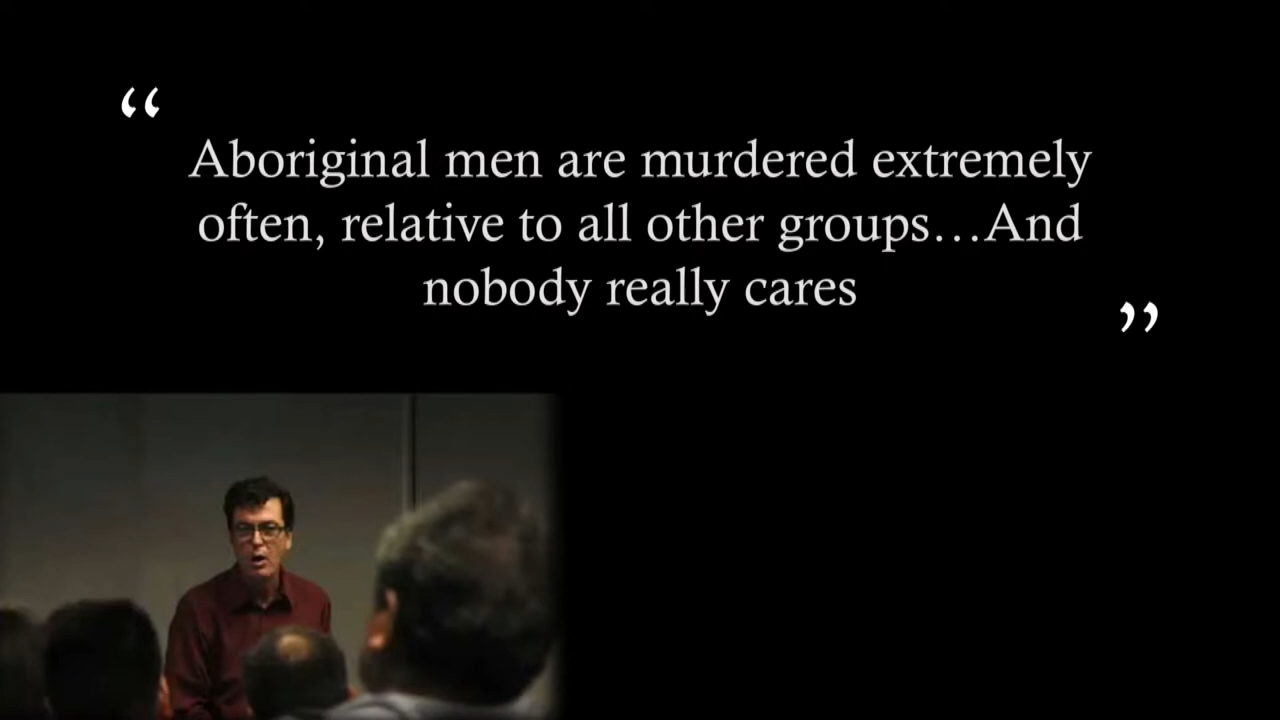 “
Aboriginal men are murdered extremely
often, relative to all other groups…And
nobody really cares
”